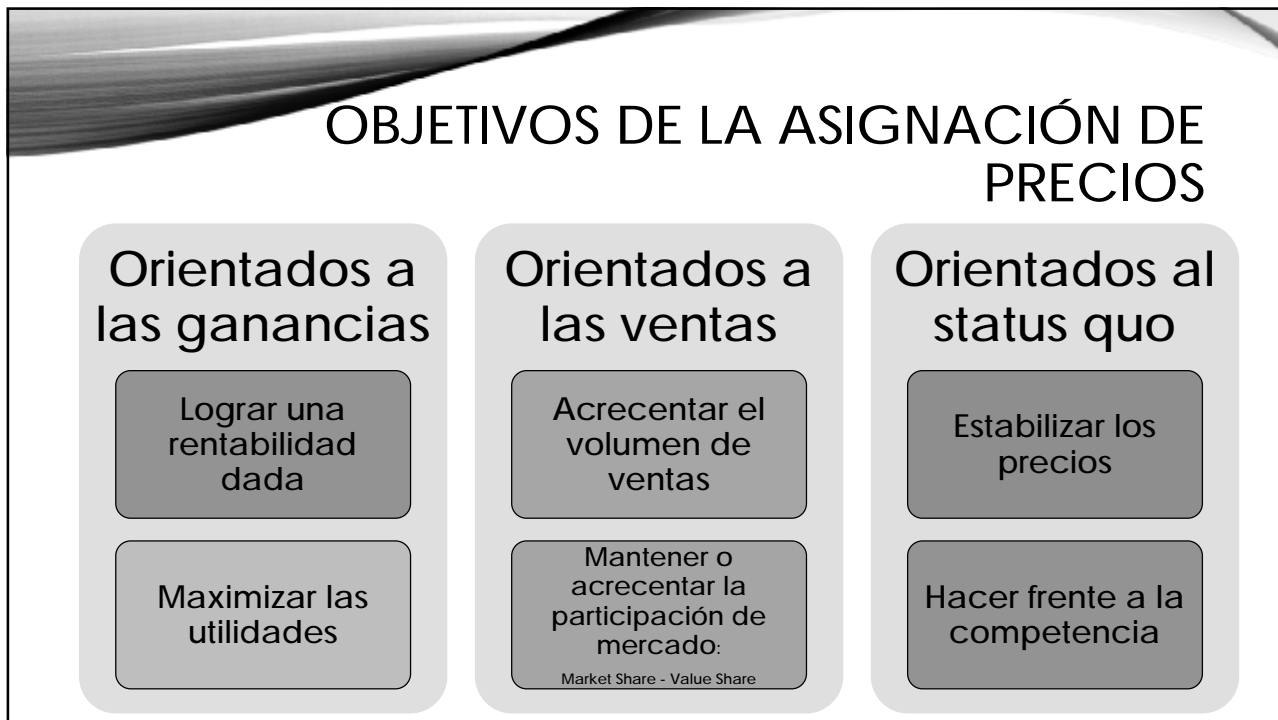 OBJETIVOS DE LA ASIGNACIÓN DE
PRECIOS
Orientados a
las ganancias
Lograr una
rentabilidad
dada
Maximizar las
utilidades
Orientados a
las ventas
Acrecentar el
volumen de
ventas
Mantener o
acrecentar la
participación de
mercado:
Market Share - Value Share
Orientados al
status quo
Estabilizar los
precios
Hacer frente a la
competencia